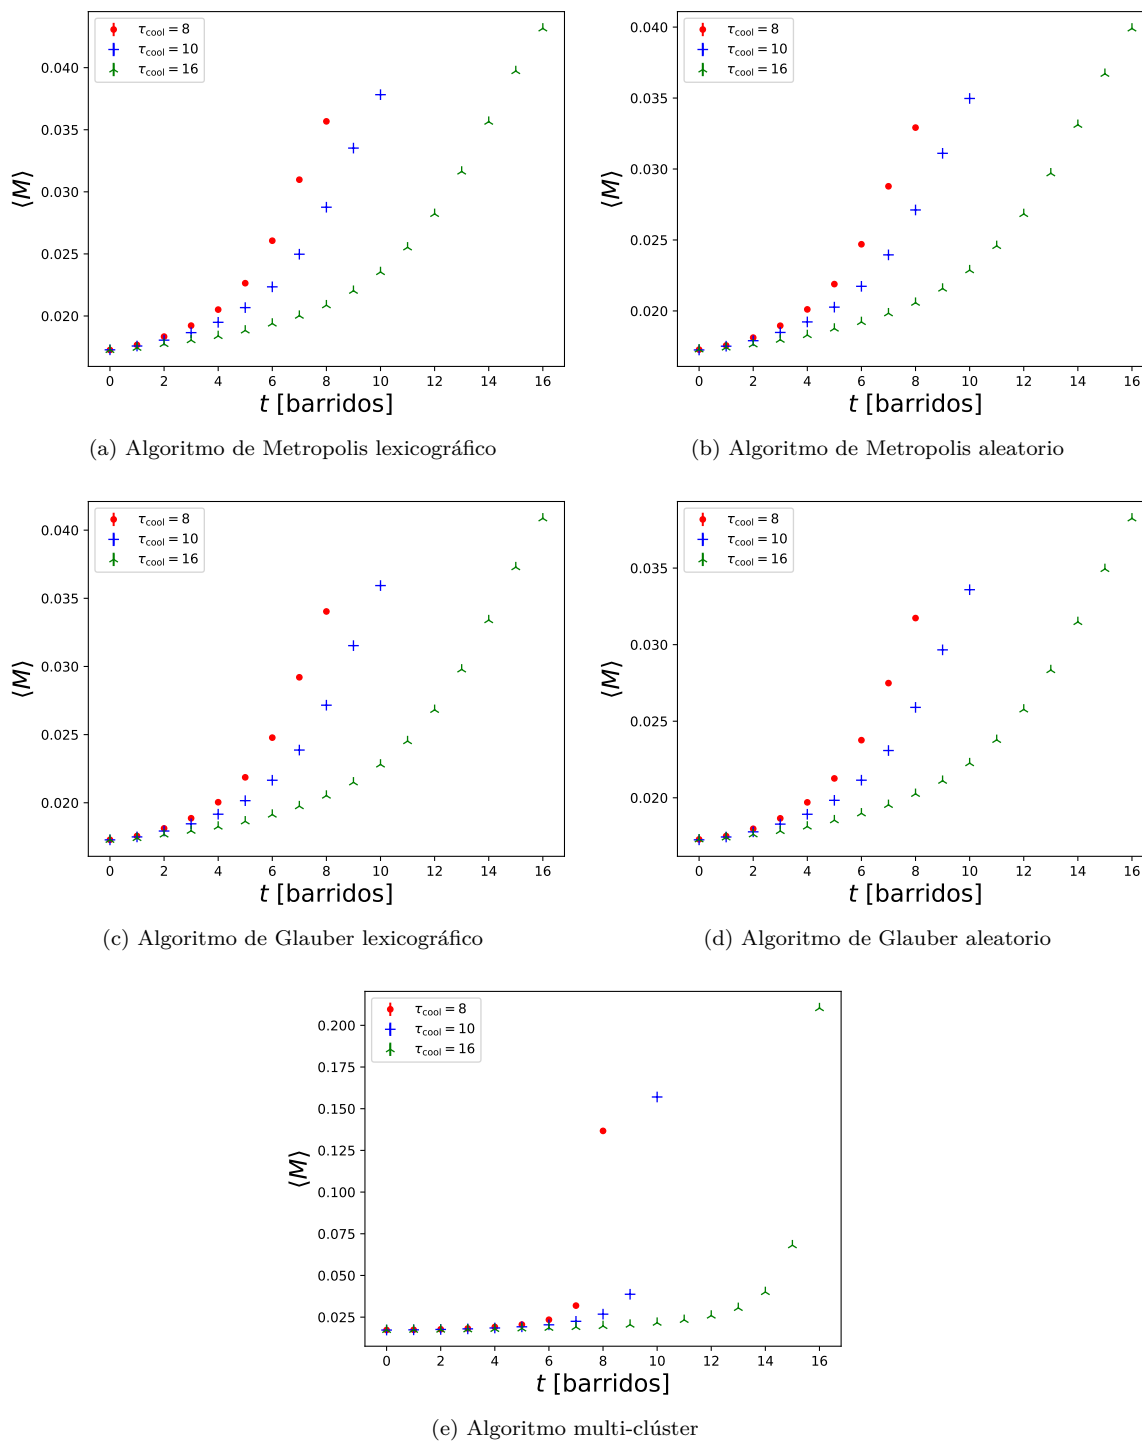 τcool = 8
τcool = 10
τcool = 16
0.040
0.035
0.030
0.025
0.020
⟨M⟩
0 2 4 6 8 10 12 14 16
t [barridos]
(a) Algoritmo de Metropolis lexicográfico
τcool = 8
τcool = 10
τcool = 16
0.040
0.035
0.030
0.025
0.020
⟨M⟩
0 2 4 6 8 10 12 14 16
t [barridos]
(b) Algoritmo de Metropolis aleatorio
τcool = 8
τcool = 10
τcool = 16
0.040
0.035
0.030
0.025
0.020
⟨M⟩
0 2 4 6 8 10 12 14 16
t [barridos]
(c) Algoritmo de Glauber lexicográfico
τcool = 8
τcool = 10
τcool = 16
0.035
0.030
0.025
0.020
⟨M⟩
0 2 4 6 8 10 12 14 16
t [barridos]
(d) Algoritmo de Glauber aleatorio
τcool = 8
τcool = 10
τcool = 16
0.200
0.175
0.150
0.125
0.100
0.075
0.050
0.025
⟨M⟩
0 2 4 6 8 10 12 14 16
t [barridos]
(e) Algoritmo multi-clúster